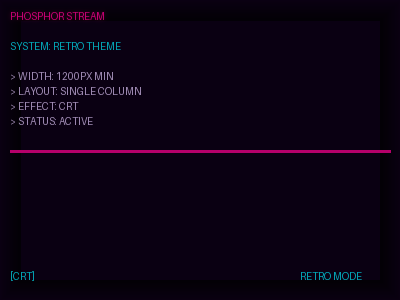 PHOSPHOR STREAM
SYSTEM: RETRO THEME
> WIDTH: 1200PX MIN
> LAYOUT: SINGLE COLUMN
> EFFECT: CRT
> STATUS: ACTIVE
[CRT]
RETRO MODE